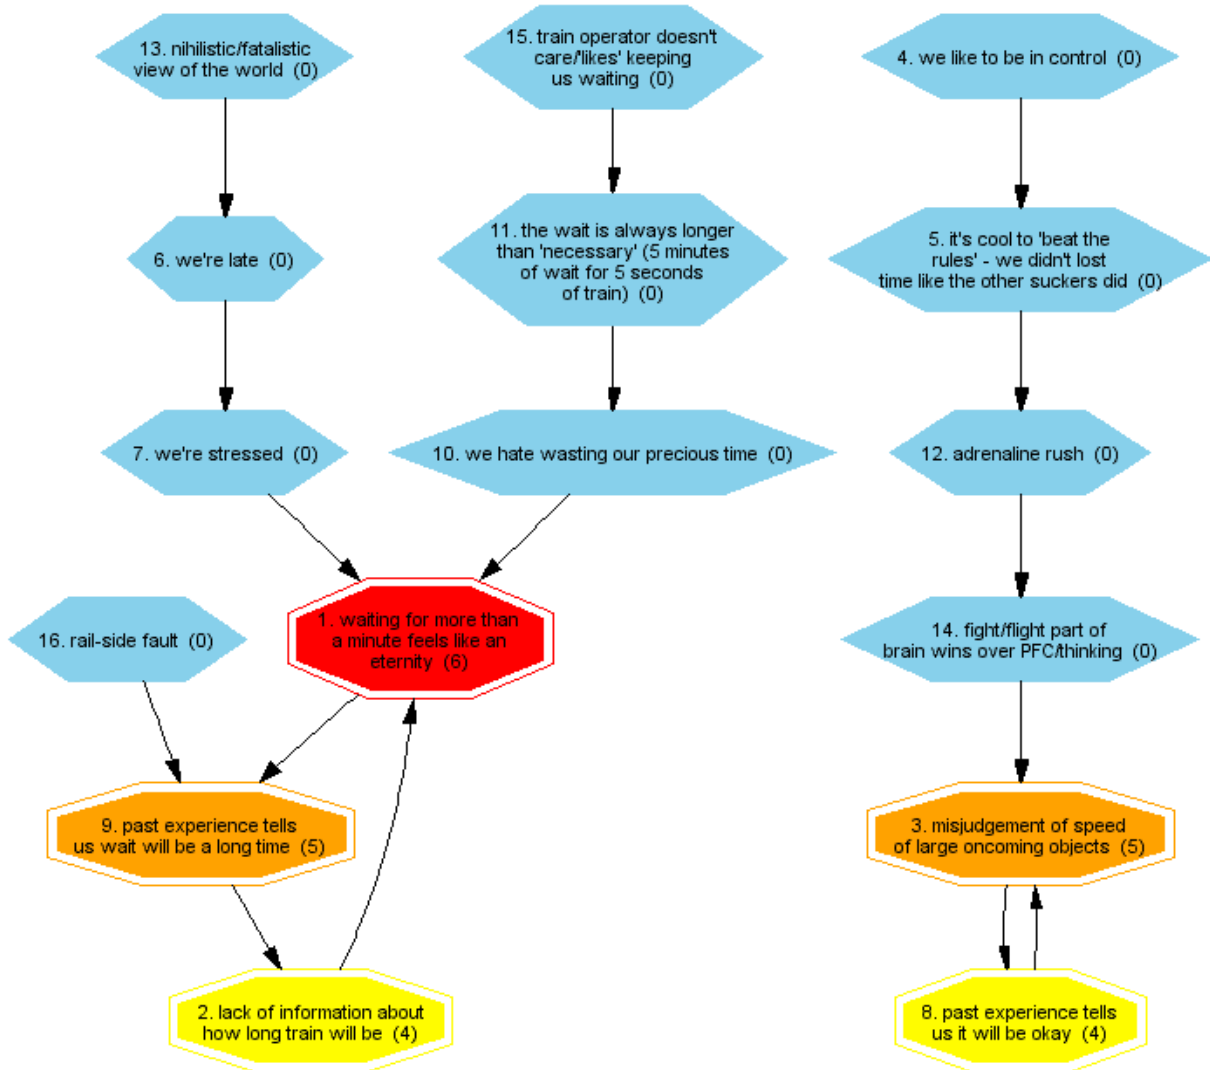 13. nihilistic/fatalistic
view of the world (0)
15. train operator doesn't
care/'likes' keeping
us waiting (0)
4. we like to be in control (0)
6. we're late (0)
11. the wait is always longer
than 'necessary' (5 minutes
of wait for 5 seconds
of train) (0)
5. it's cool to 'beat the
rules' - we didn't lost
time like the other suckers did (0)
7. we're stressed (0)
10. we hate wasting our precious time (0)
12. adrenaline rush (0)
16. rail-side fault (0)
1. waiting for more than
a minute feels like an
eternity (6)
14. fight/flight part of
brain wins over PFC/thinking (0)
9. past experience tells
us wait will be a long time (5)
3. misjudgement of speed
of large oncoming objects (5)
2. lack of information about
how long train will be (4)
8. past experience tells
us it will be okay (4)